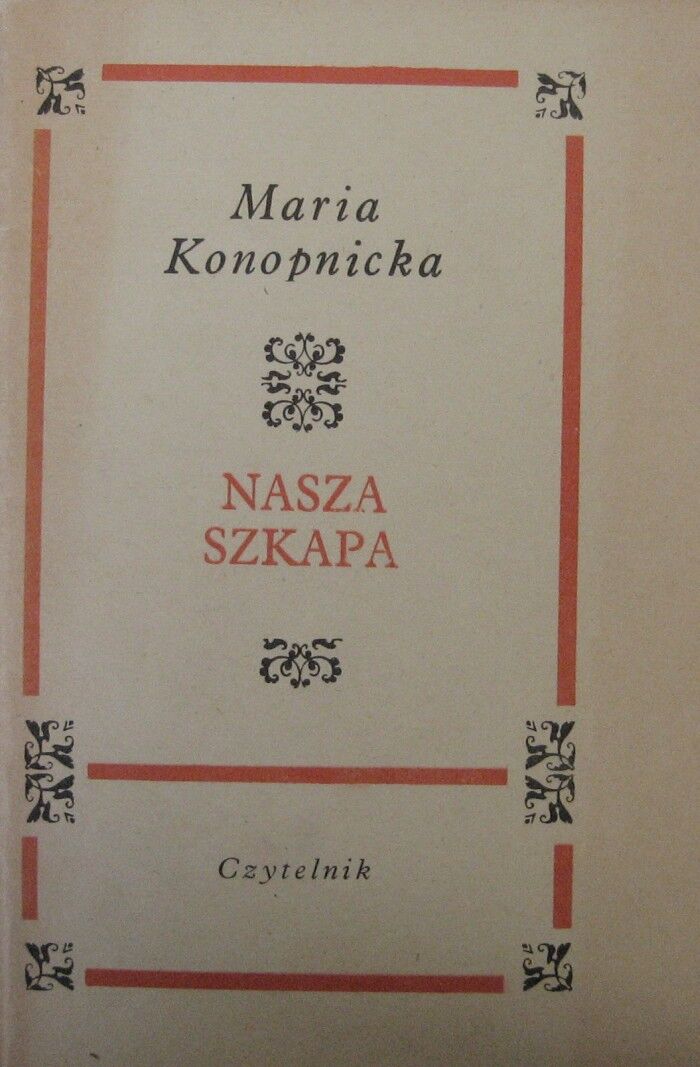 Maria
Konopnicka
NASZA
SZKAPA
Czytelnik